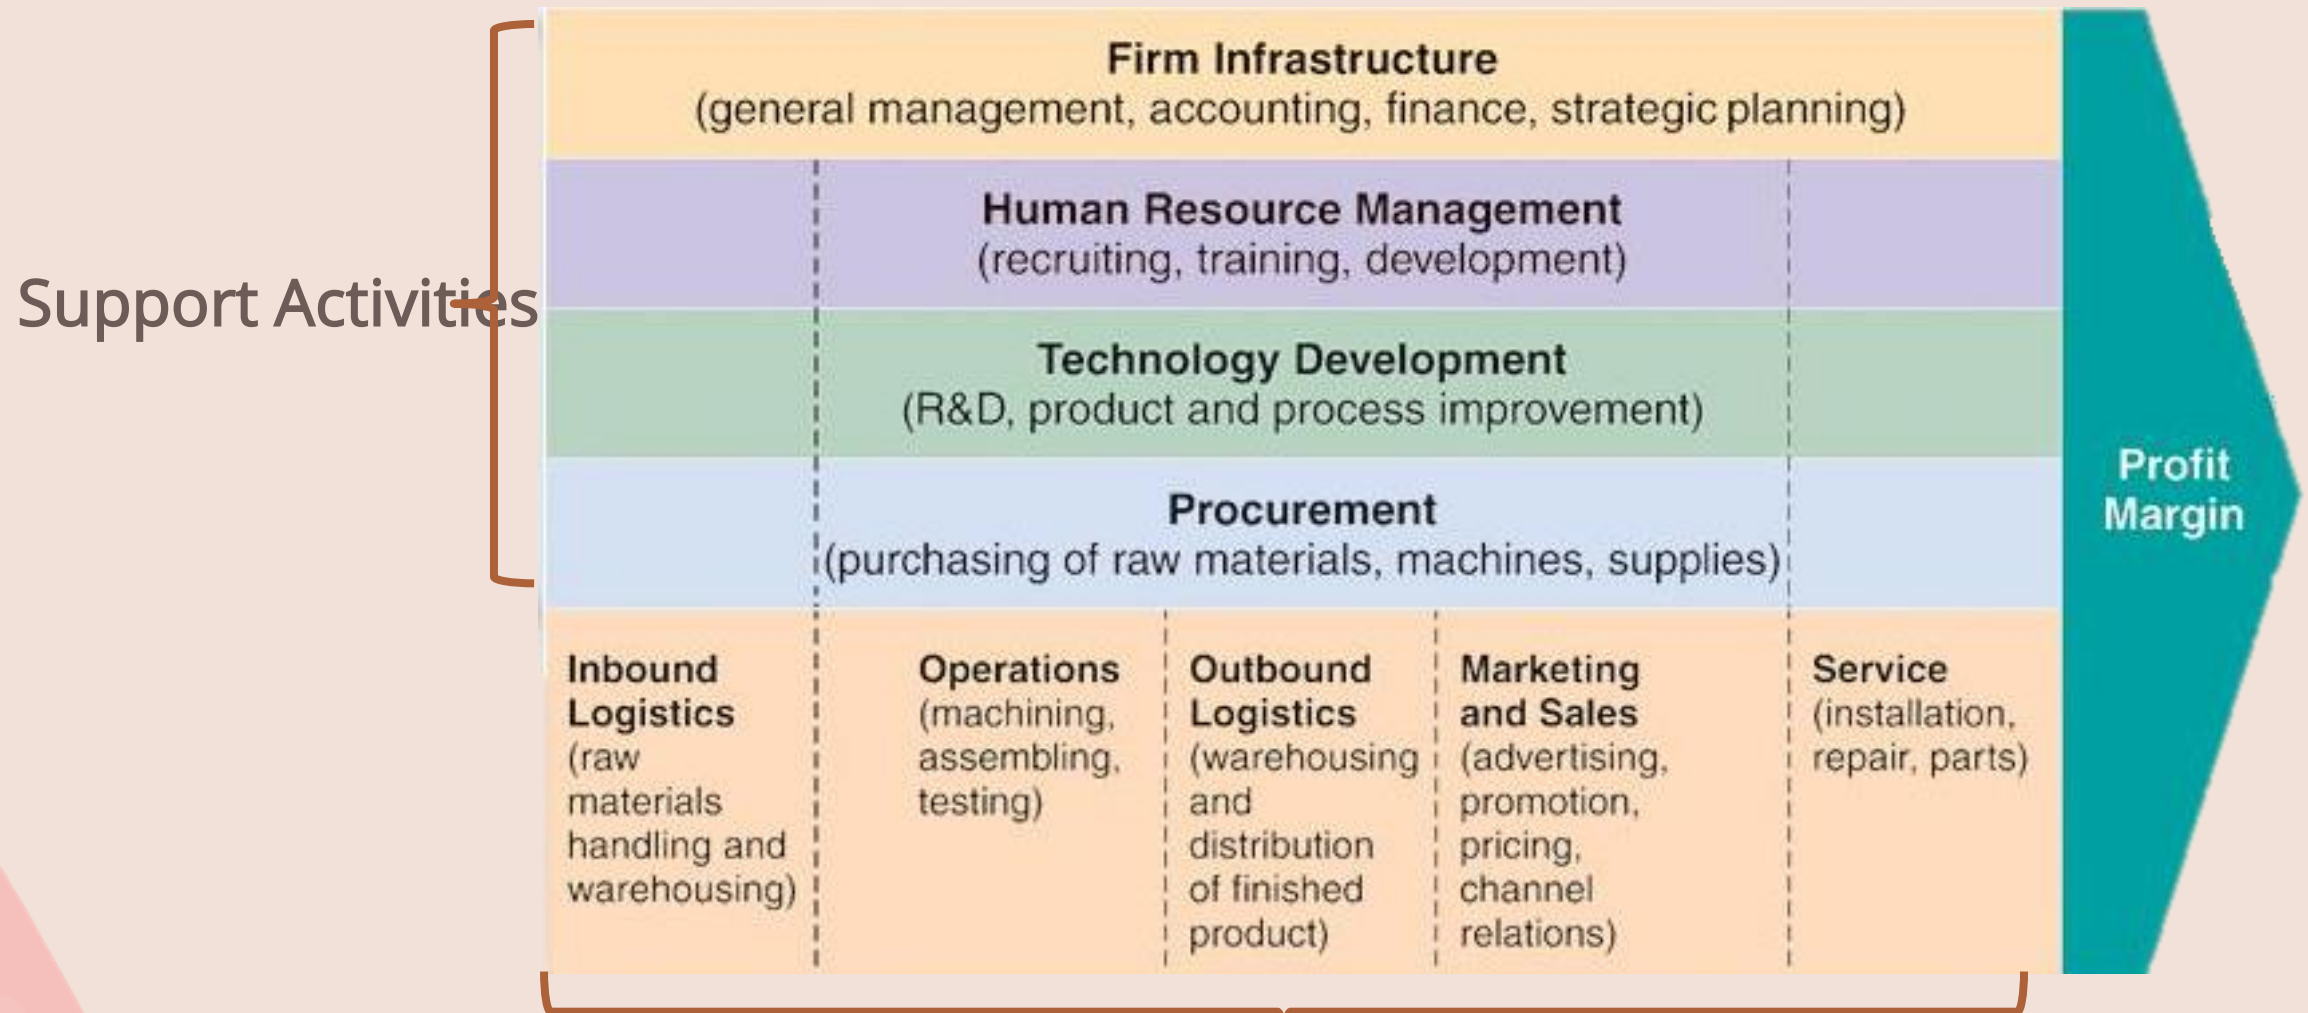 Support Activities
Firm Infrastructure
(general management, accounting, finance, strategic planning)
Human Resource Management
(recruiting, training, development)
Technology Development
(R&D, product and process improvement)
Procurement
(purchasing of raw materials, machines, supplies)
Inbound
Logistics
(raw
materials
handling and
warehousing)
Operations
(machining,
assembling,
testing)
Outbound
Logistics
(warehousing
and
distribution
of finished
product)
Marketing
and Sales
(advertising,
promotion,
pricing,
channel
relations)
Service
(installation,
repair, parts)
Profit
Margin